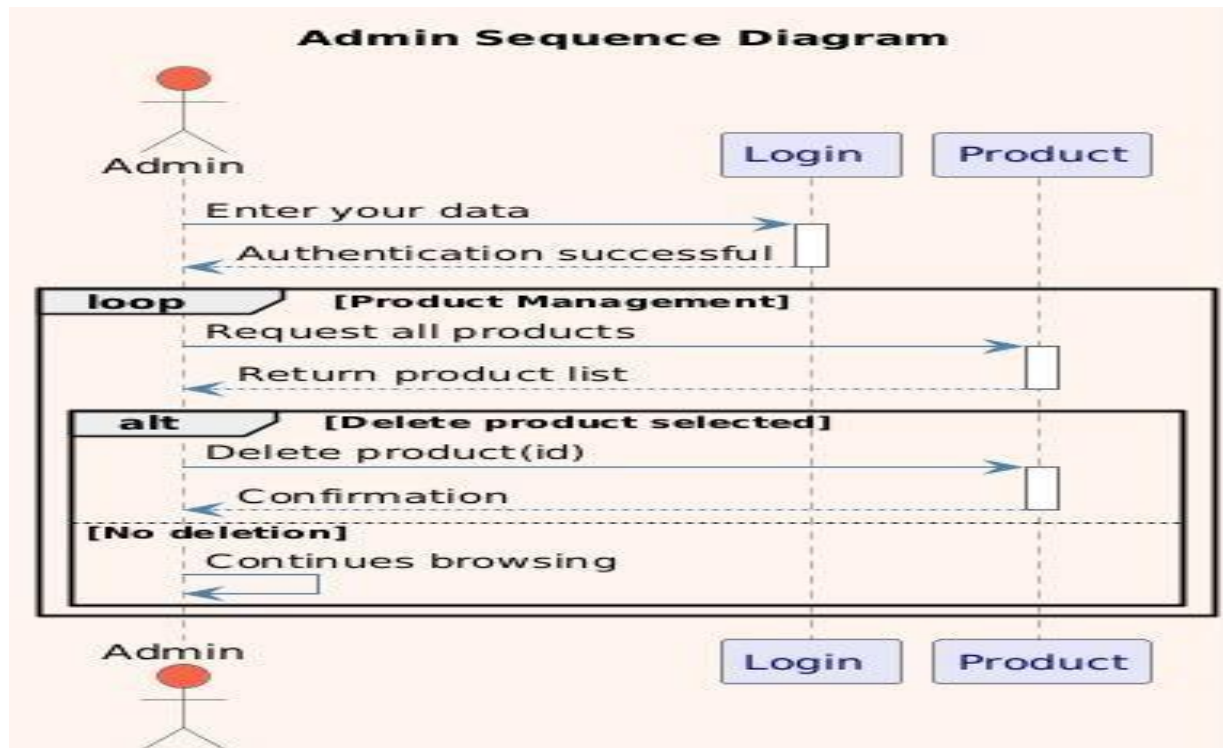 Admin Sequence Diagram
Admin
Login
Product
Enter your data
Authentication successful
loop [Product Management]
Request all products
Return product list
alt [Delete product selected]
Delete product(id)
Confirmation
[No deletion]
Continues browsing
Admin
Login
Product